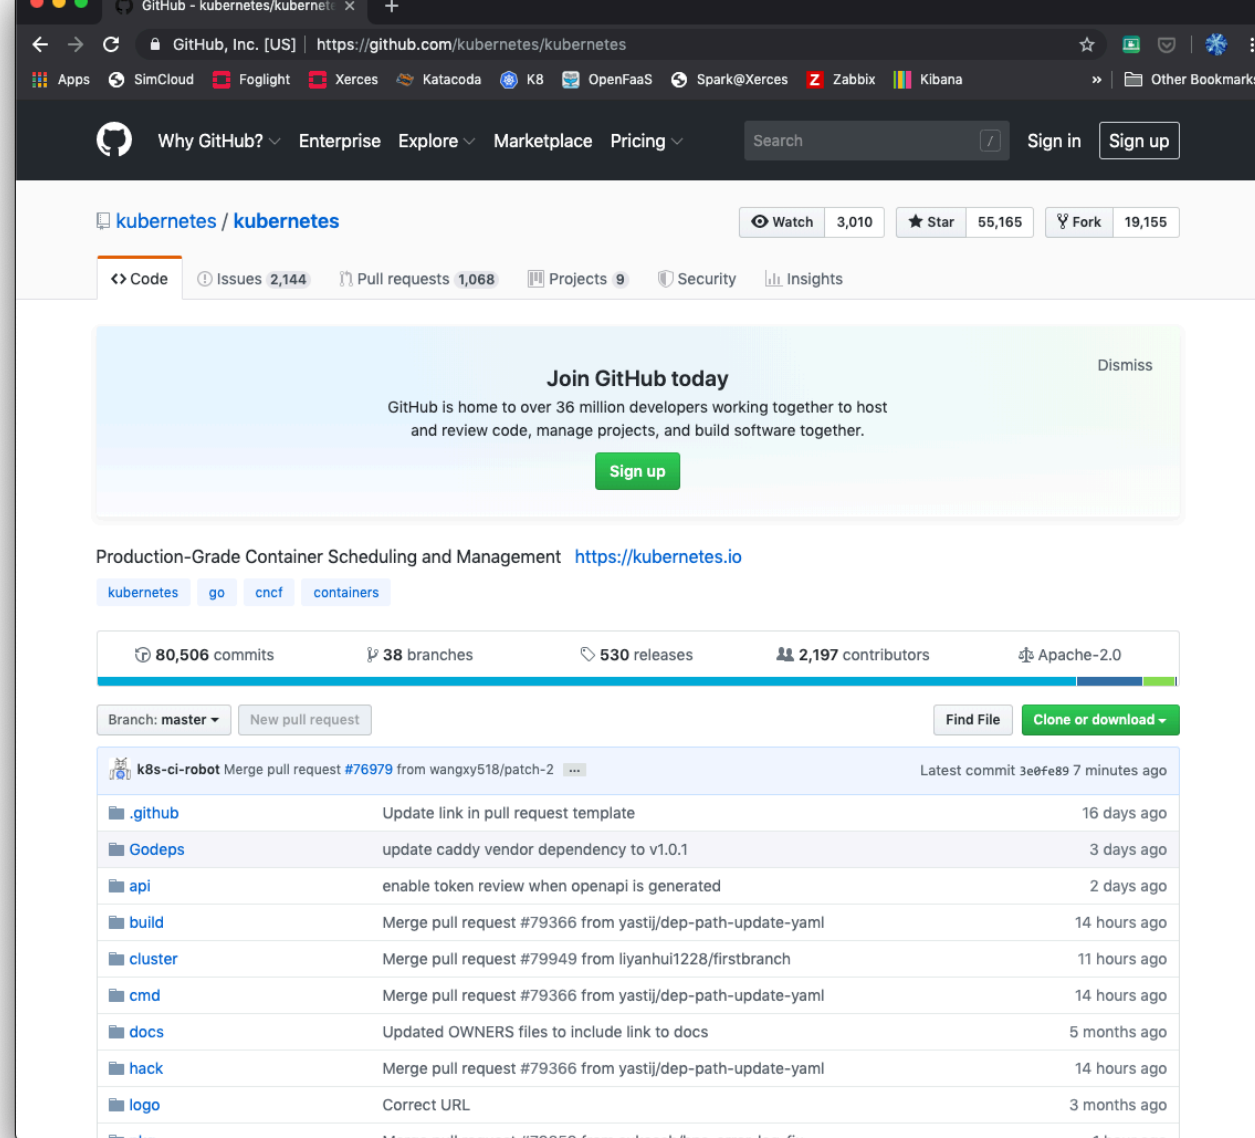 GitHub - kubernetes/kubernete
GitHub, Inc. [US] | https://github.com/kubernetes/kubernetes
Apps SimCloud Foglight Xerces Katacoda K8 OpenFaaS Spark@Xerces Zabbix Kibana » Other Bookmarks
Why GitHub? Enterprise Explore Marketplace Pricing Search / Sign in Sign up
kubernetes / kubernetes Watch 3,010 Star 55,165 Fork 19,155
Code Issues 2,144 Pull requests 1,068 Projects 9 Security Insights
Dismiss
Join GitHub today
GitHub is home to over 36 million developers working together to host
and review code, manage projects, and build software together.
Sign up
Production-Grade Container Scheduling and Management https://kubernetes.io
kubernetes go cncf containers
80,506 commits 38 branches 530 releases 2,197 contributors Apache-2.0
Branch: master New pull request Find File Clone or download
k8s-ci-robot Merge pull request #76979 from wangxy518/patch-2 ... Latest commit 3e0fe89 7 minutes ago
.github Update link in pull request template 16 days ago
Godeps update caddy vendor dependency to v1.0.1 3 days ago
api enable token review when openapi is generated 2 days ago
build Merge pull request #79366 from yastij/dep-path-update-yaml 14 hours ago
cluster Merge pull request #79949 from liyanhui1228/firstbranch 11 hours ago
cmd Merge pull request #79366 from yastij/dep-path-update-yaml 14 hours ago
docs Updated OWNERS files to include link to docs 5 months ago
hack Merge pull request #79366 from yastij/dep-path-update-yaml 14 hours ago
logo Correct URL 3 months ago